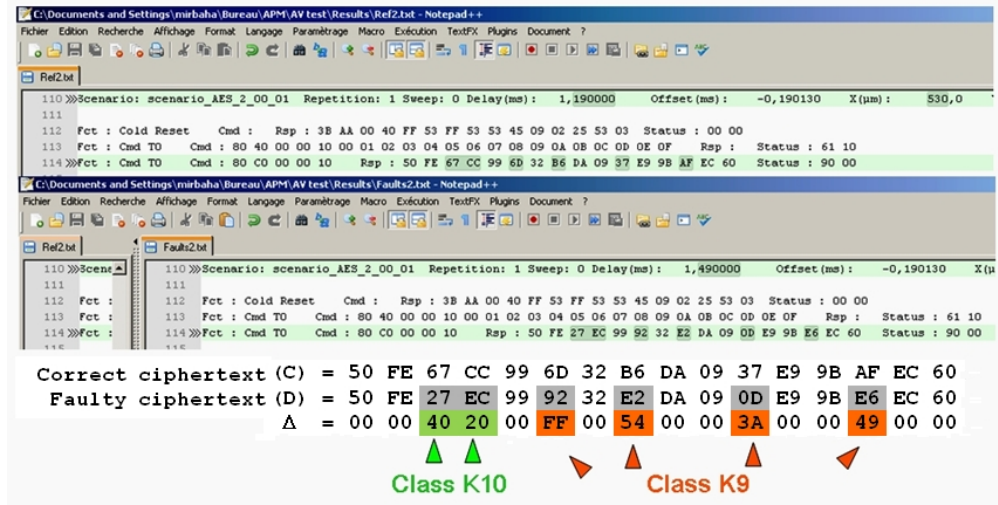 C:\Documents and Settings\mirbaha\Bureau\APM\AV test\Results\Ref2.txt - Notepad++
Fichier Edition Recherche Affichage Format Langage Paramètrage Macro Exécution TextFX Plugins Document ?
Ref2.txt
110 Scenario: scenario_AES_2_00_01 Repetition: 1 Sweep: 0 Delay(ms): 1,190000 Offset(ms): -0,190130 X(µm): 530,0
111
112 Fct : Cold Reset Cmd : Rsp : 3B AA 00 40 FF 53 FF 53 53 45 09 02 25 53 03 Status : 00 00
113 Fct : Cmd TO Cmd : 80 40 00 00 10 00 01 02 03 04 05 06 07 08 09 0A 0B 0C 0D 0E 0F Rsp : Status : 61 10
114 Fct : Cmd TO Cmd : 80 C0 00 00 10 Rsp : 50 FE 67 CC 99 6D 32 B6 DA 09 37 E9 9B AF EC 60 Status : 90 00
C:\Documents and Settings\mirbaha\Bureau\APM\AV test\Results\Faults2.txt - Notepad++
Fichier Edition Recherche Affichage Format Langage Paramètrage Macro Exécution TextFX Plugins Document ?
Ref2.txt Faults2.txt
110 Scene 110 Scenario: scenario_AES_2_00_01 Repetition: 1 Sweep: 0 Delay(ms): 1,490000 Offset(ms): -0,190130 X(µ
111 111
112 Fct : 112 Fct : Cold Reset Cmd : Rsp : 3B AA 00 40 FF 53 FF 53 53 45 09 02 25 53 03 Status : 00 00
113 Fct : 113 Fct : Cmd TO Cmd : 80 40 00 00 10 00 01 02 03 04 05 06 07 08 09 0A 0B 0C 0D 0E 0F Rsp : Status : 61 10
114 Fct : 114 Fct : Cmd TO Cmd : 80 C0 00 00 10 Rsp : 50 FE 27 EC 99 92 32 E2 DA 09 0D E9 9B E6 EC 60 Status : 90 00
Correct ciphertext (C) = 50 FE 67 CC 99 6D 32 B6 DA 09 37 E9 9B AF EC 60
Faulty ciphertext (D) = 50 FE 27 EC 99 92 32 E2 DA 09 0D E9 9B E6 EC 60
Δ = 00 00 40 20 00 FF 00 54 00 00 3A 00 00 49 00 00
Class K10 Class K9